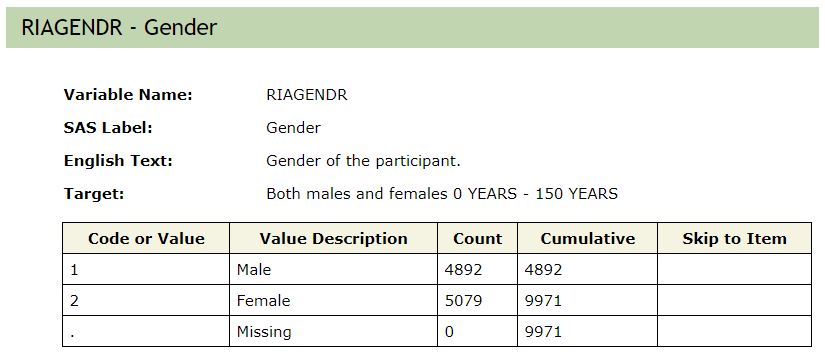 RIAGENDR - Gender
Variable Name: RIAGENDR
SAS Label: Gender
English Text: Gender of the participant.
Target: Both males and females 0 YEARS - 150 YEARS
Code or Value Value Description Count Cumulative Skip to Item
1 Male 4892 4892
2 Female 5079 9971
. Missing 0 9971